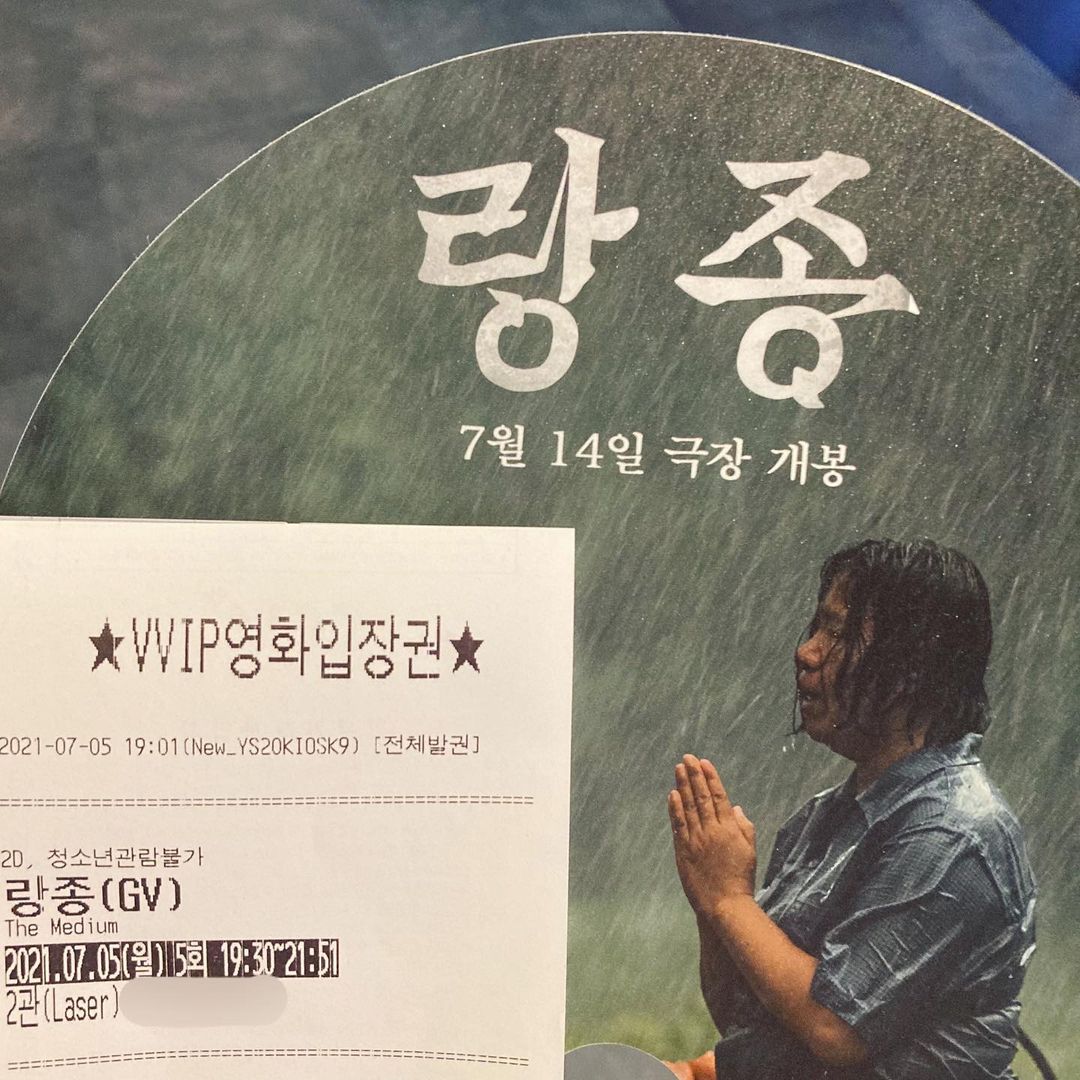 랑종
7월 14일 극장 개봉
★VVIP영화입장권★
2021-07-05 19:01(New_YS20KIOSK9) [전체발권]
2D, 청소년관람불가
랑종(GV)
The Medium
2021.07.05(월) 5회 19:30~21:51
2관(Laser)